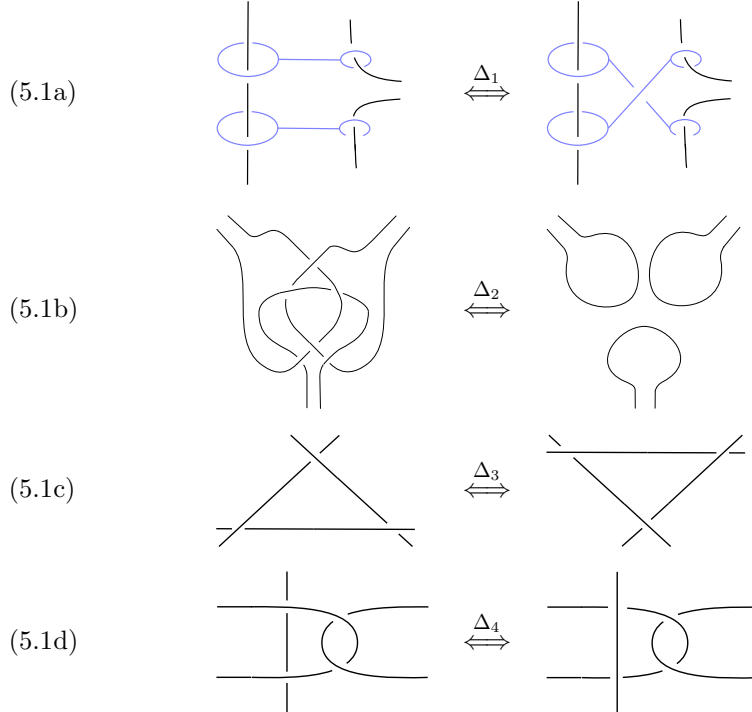 (5.1a) Δ₁ ⇐⇒
(5.1b) Δ₂ ⇐⇒
(5.1c) Δ₃ ⇐⇒
(5.1d) Δ₄ ⇐⇒